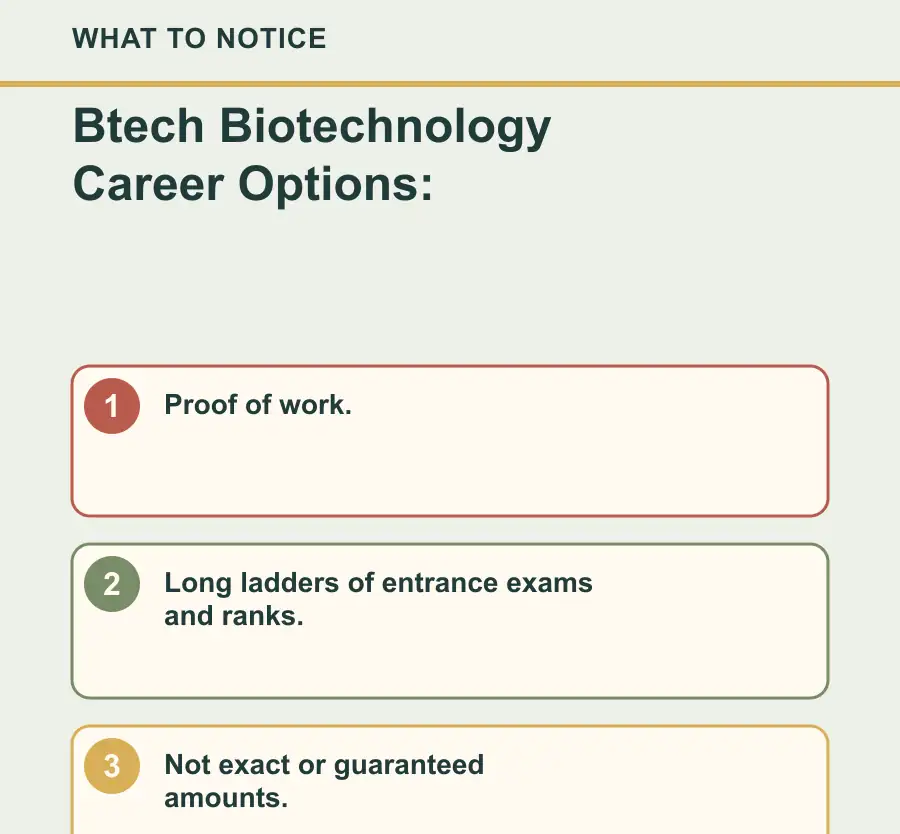 WHAT TO NOTICE
Btech Biotechnology
Career Options:
1
Proof of work.
2
Long ladders of entrance exams
and ranks.
3
Not exact or guaranteed
amounts.